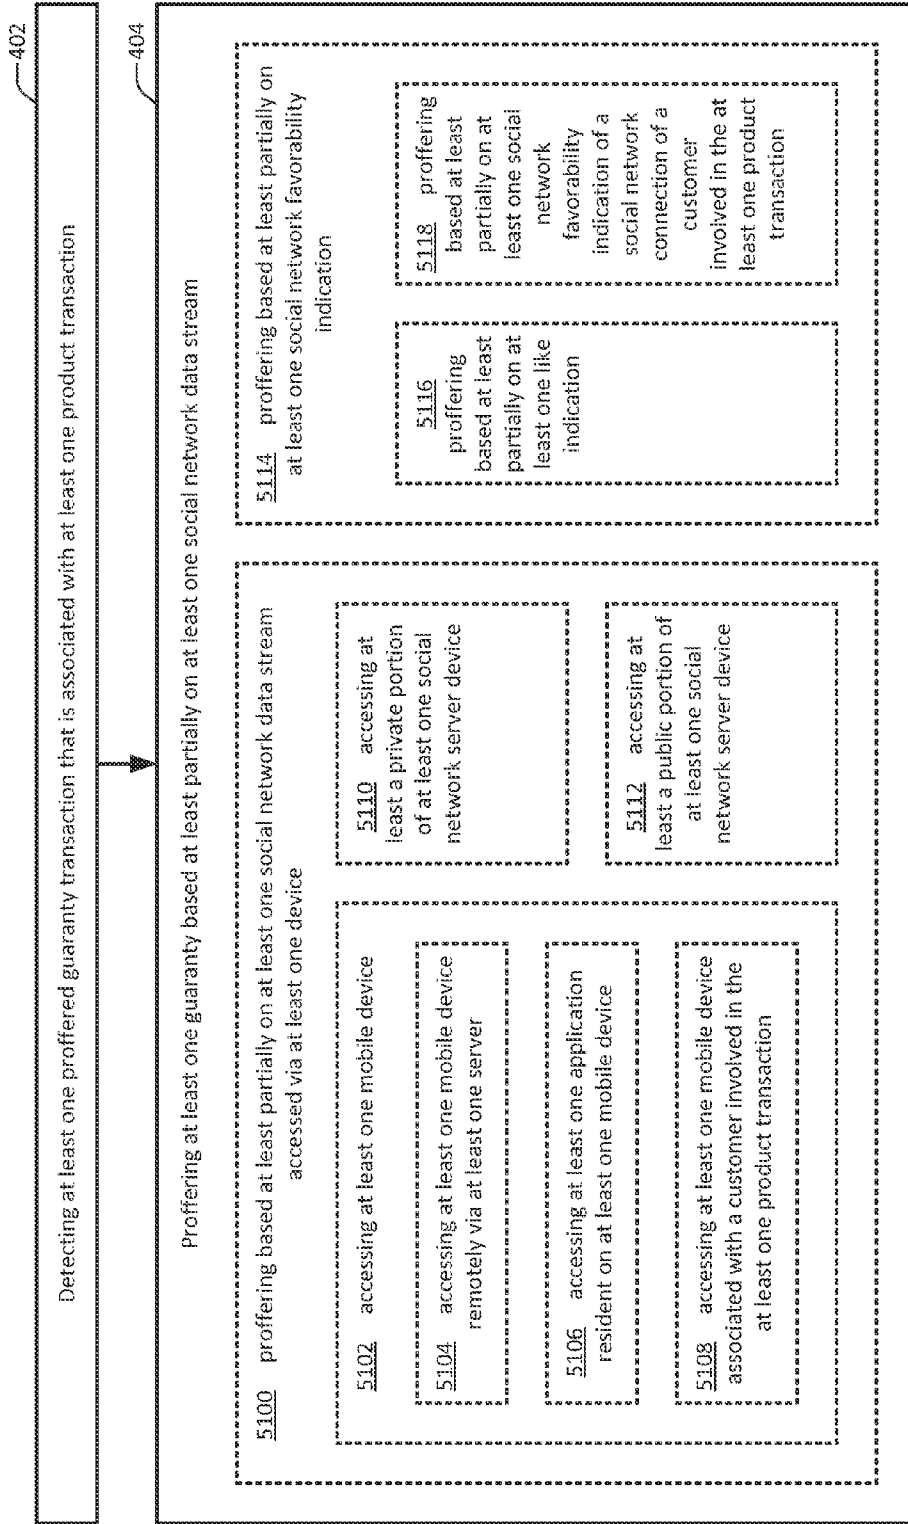 402
Detecting at least one proffered guaranty transaction that is associated with at least one product transaction
404
Proffering at least one guaranty based at least partially on at least one social network data stream
5100 proffering based at least partially on at least one social network data stream
accessed via at least one device
5102 accessing at least one mobile device
5104 accessing at least one mobile device
remotely via at least one server
5106 accessing at least one application
resident on at least one mobile device
5108 accessing at least one mobile device
associated with a customer involved in the
at least one product transaction
5110 accessing at
least a private portion
of at least one social
network server device
5112 accessing at
least a public portion of
at least one social
network server device
5114 proffering based at least partially on
at least one social network favorability
indication
5116
proffering
based at least
partially on at
least one like
indication
5118 proffering
based at least
partially on at
least one social
network
favorability
indication of a
social network
connection of a
customer
involved in the at
least one product
transaction